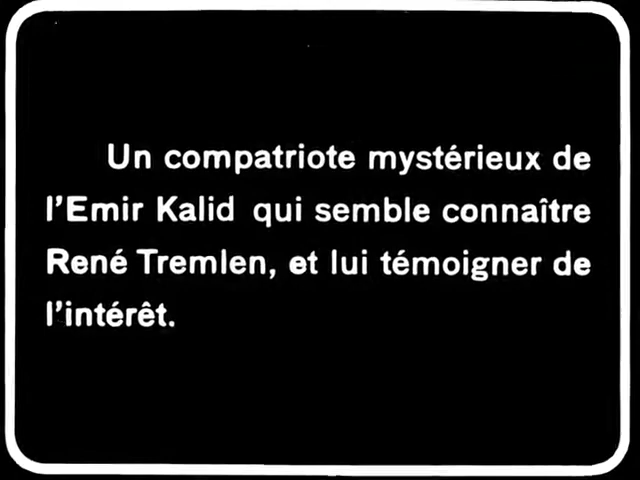 Un compatriote mystérieux de
l'Emir Kalid qui semble connaître
René Tremlen, et lui témoigner de
l'intérêt.